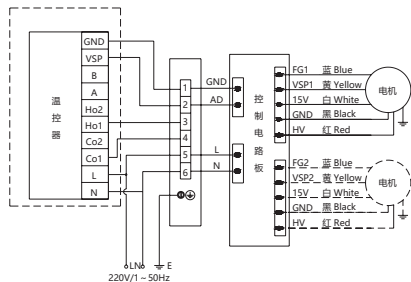 温控器
GND
VSP
B
A
Ho2
Ho1
Co2
Co1
L
N
1
2
3
4
5
6
GND
AD
L
N
控制电路板
FG1 蓝 Blue
VSP1 黄 Yellow
15V 白 White
GND 黑 Black
HV 红 Red
电机
FG2 蓝 Blue
VSP2 黄 Yellow
15V 白 White
GND 黑 Black
HV 红 Red
电机
LN
E
220V/1~50Hz